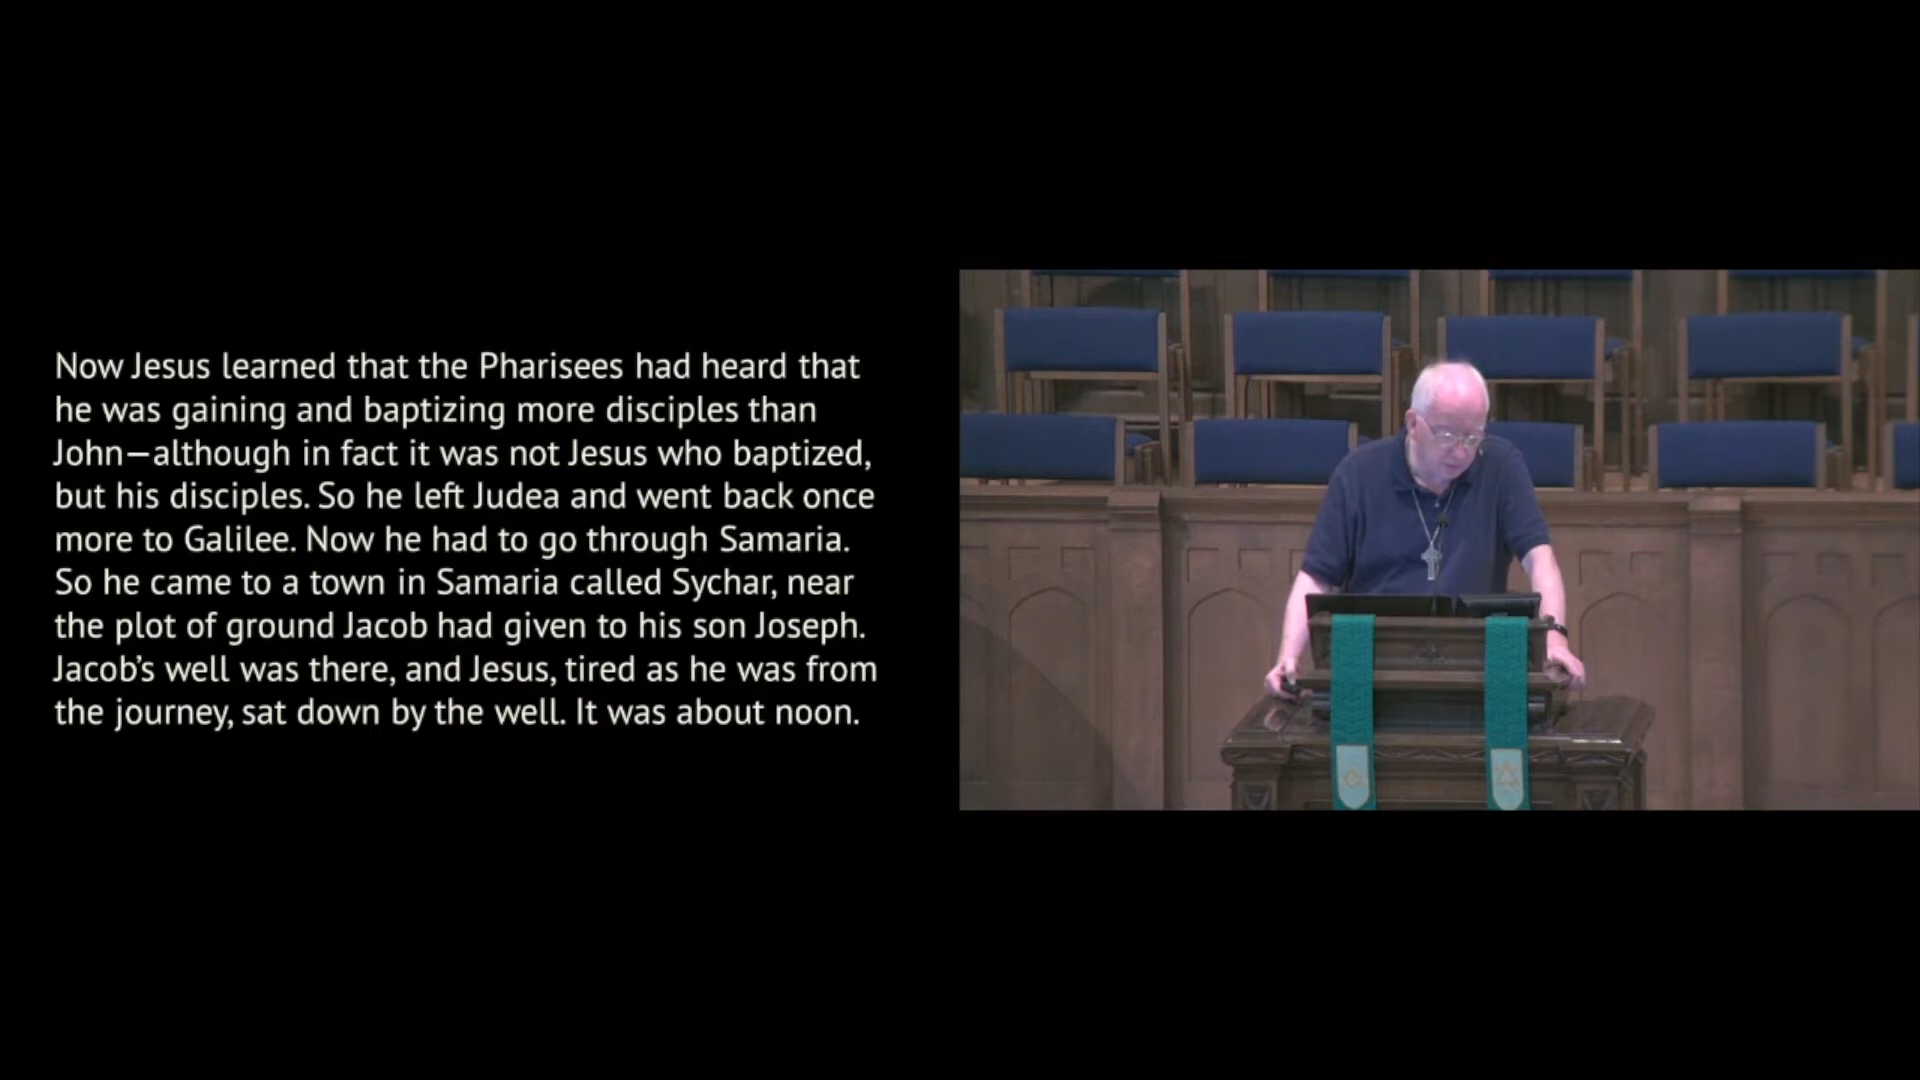 Now Jesus learned that the Pharisees had heard that
he was gaining and baptizing more disciples than
John—although in fact it was not Jesus who baptized,
but his disciples. So he left Judea and went back once
more to Galilee. Now he had to go through Samaria.
So he came to a town in Samaria called Sychar, near
the plot of ground Jacob had given to his son Joseph.
Jacob’s well was there, and Jesus, tired as he was from
the journey, sat down by the well. It was about noon.